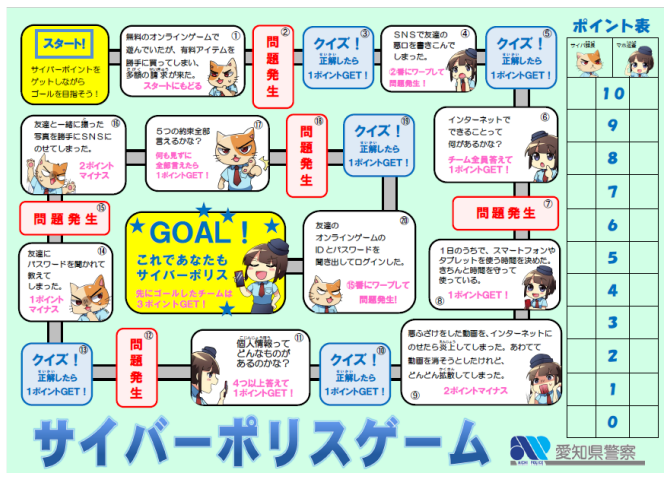 スタート!
サイバーポイントを
ゲットしながら
ゴールを目指そう!
①
無料のオンラインゲームで
遊んでいたが、有料アイテムを
勝手に買ってしまい、
多額の請求が来た。
スタートにもどる
②
問題発生
③
クイズ!
正解したら
1ポイントGET!
④
SNSで友達の
悪口を書きこんで
しまった。
②番にワープして
問題発生!
⑤
クイズ!
正解したら
1ポイントGET!
⑥
インターネットで
できることって
何があるかな?
チーム全員答えて
1ポイントGET!
⑦
問題発生
⑧
1日のうちで、スマートフォンや
タブレットを使う時間を決めた。
きちんと時間を守って
使っている。
1ポイントGET!
⑨
悪ふざけをした動画を、インターネットに
のせたら炎上してしまった。あわてて
動画を消そうとしたけれど、
どんどん拡散してしまった。
2ポイントマイナス
⑩
クイズ!
正解したら
1ポイントGET!
⑪
個人情報って
どんなものが
あるのかな?
4つ以上答えて
1ポイントGET!
⑫
問題発生
⑬
クイズ!
正解したら
1ポイントGET!
⑭
友達に
パスワードを聞かれて
教えて
しまった。
1ポイント
マイナス
⑮
問題発生
⑯
友達と一緒に撮った
写真を勝手にSNSに
のせてしまった。
2ポイント
マイナス
⑰
5つの約束全部
言えるかな?
何も見ずに
全部言えたら
1ポイントGET!
⑱
問題発生
⑲
クイズ!
正解したら
1ポイントGET!
⑳
友達の
オンラインゲームの
IDとパスワードを
聞き出してログインした。
⑮番にワープして
問題発生!
GOAL!
これであなたも
サイバーポリス
先にゴールしたチームは
3ポイントGET!
ポイント表
10
9
8
7
6
5
4
3
2
1
0
サイバーポリスゲーム
AICHI POLICE
愛知県警察